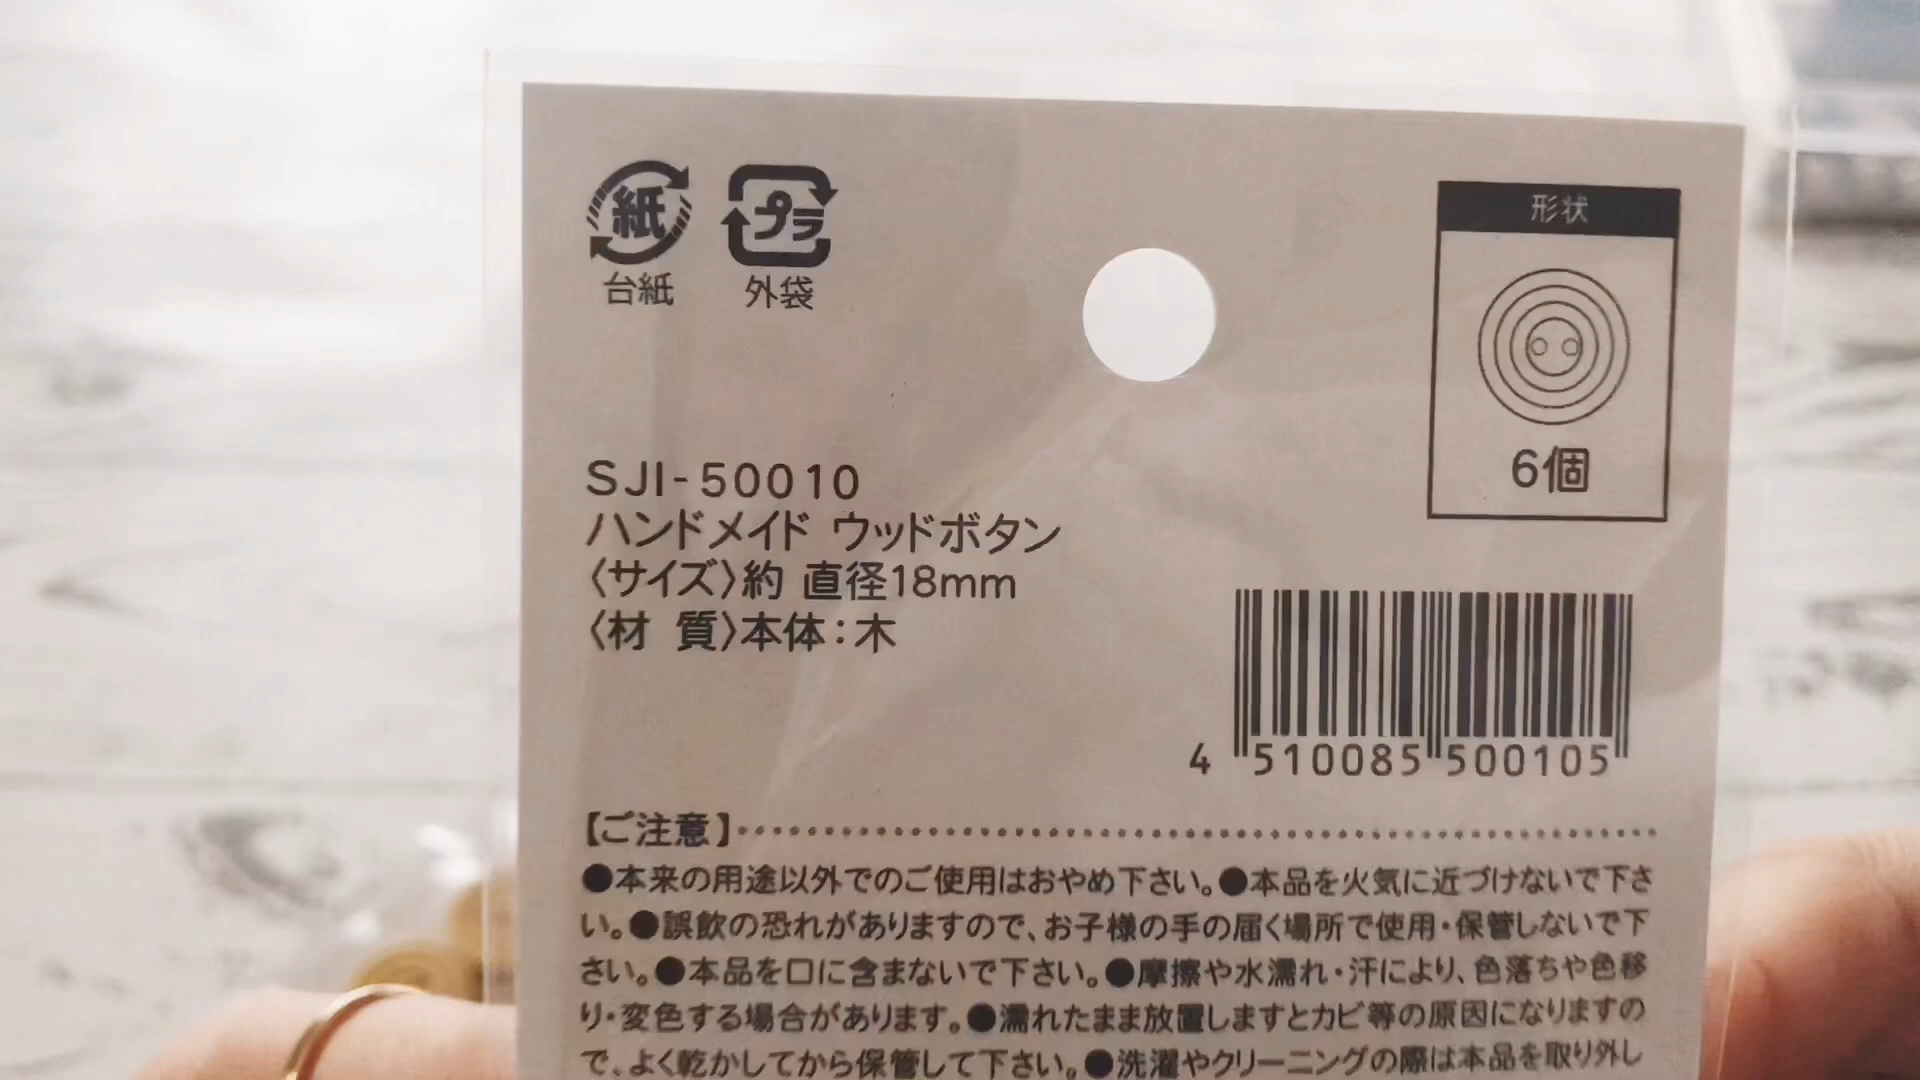 紙
プラ
台紙
外袋
形状
6個
SJI-50010
ハンドメイド ウッドボタン
〈サイズ〉約 直径18mm
〈材 質〉本体:木
4 510085 500105
【ご注意】
●本来の用途以外でのご使用はおやめ下さい。●本品を火気に近づけないで下さ
い。●誤飲の恐れがありますので、お子様の手の届く場所で使用・保管しないで下
さい。●本品を口に含まないで下さい。●摩擦や水濡れ・汗により、色落ちや色移
り・変色する場合があります。●濡れたまま放置しますとカビ等の原因になりますの
で、よく乾かしてから保管して下さい。●洗濯やクリーニングの際は本品を取り外し